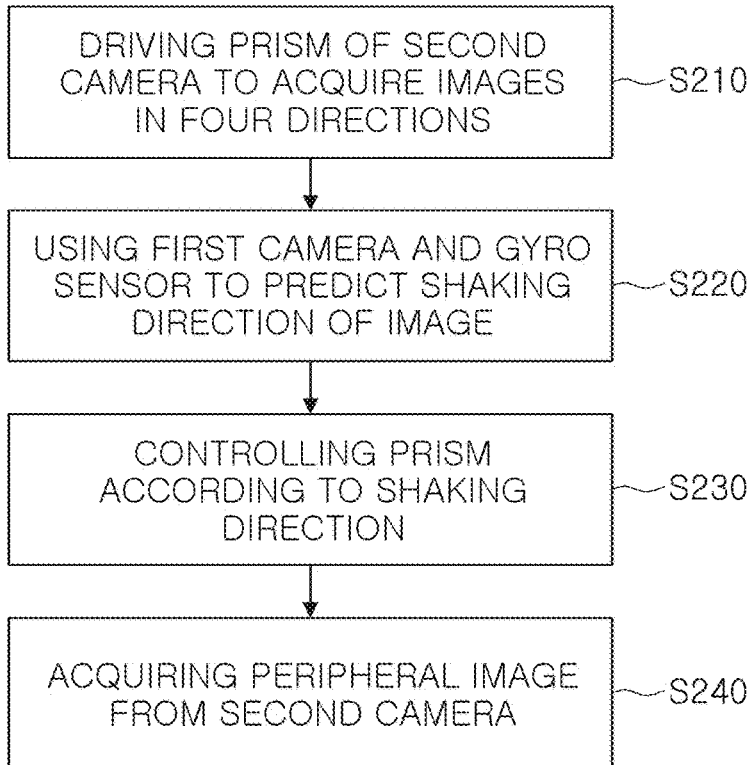 DRIVING PRISM OF SECOND
CAMERA TO ACQUIRE IMAGES
IN FOUR DIRECTIONS
S210
USING FIRST CAMERA AND GYRO
SENSOR TO PREDICT SHAKING
DIRECTION OF IMAGE
S220
CONTROLLING PRISM
ACCORDING TO SHAKING
DIRECTION
S230
ACQUIRING PERIPHERAL IMAGE
FROM SECOND CAMERA
S240